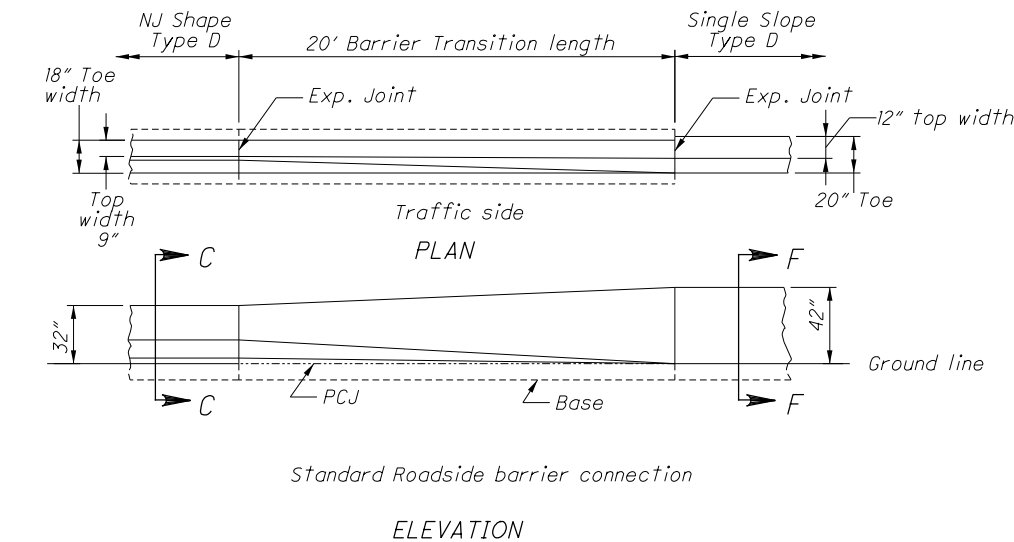 NJ Shape
Type D
20' Barrier Transition length
Single Slope
Type D
18" Toe
width
Exp. Joint
Exp. Joint
12" top width
Top
width
9"
20" Toe
Traffic side
PLAN
C
F
32"
42"
Ground line
PCJ
Base
C
F
Standard Roadside barrier connection
ELEVATION